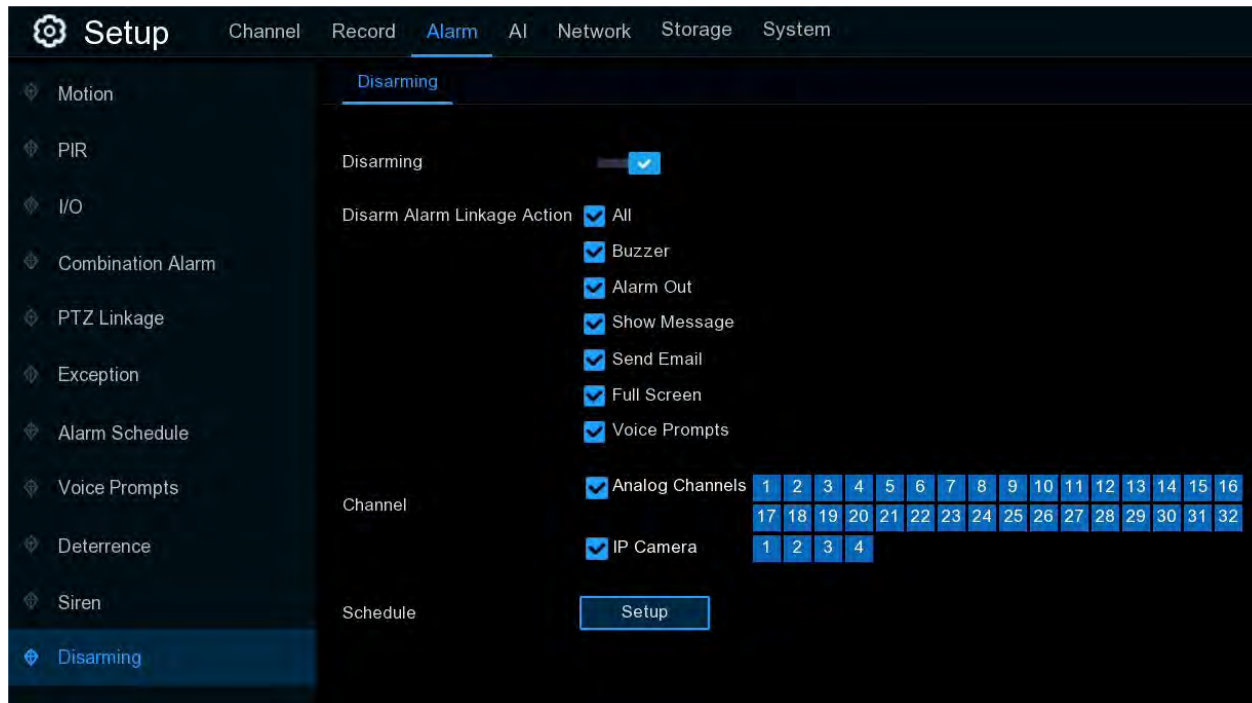 Setup Channel Record Alarm AI Network Storage System
Disarming
Motion
PIR
I/O
Combination Alarm
PTZ Linkage
Exception
Alarm Schedule
Voice Prompts
Deterrence
Siren
Disarming
Disarming
Disarm Alarm Linkage Action All
Buzzer
Alarm Out
Show Message
Send Email
Full Screen
Voice Prompts
Channel
Analog Channels 1 2 3 4 5 6 7 8 9 10 11 12 13 14 15 16
17 18 19 20 21 22 23 24 25 26 27 28 29 30 31 32
IP Camera 1 2 3 4
Schedule Setup